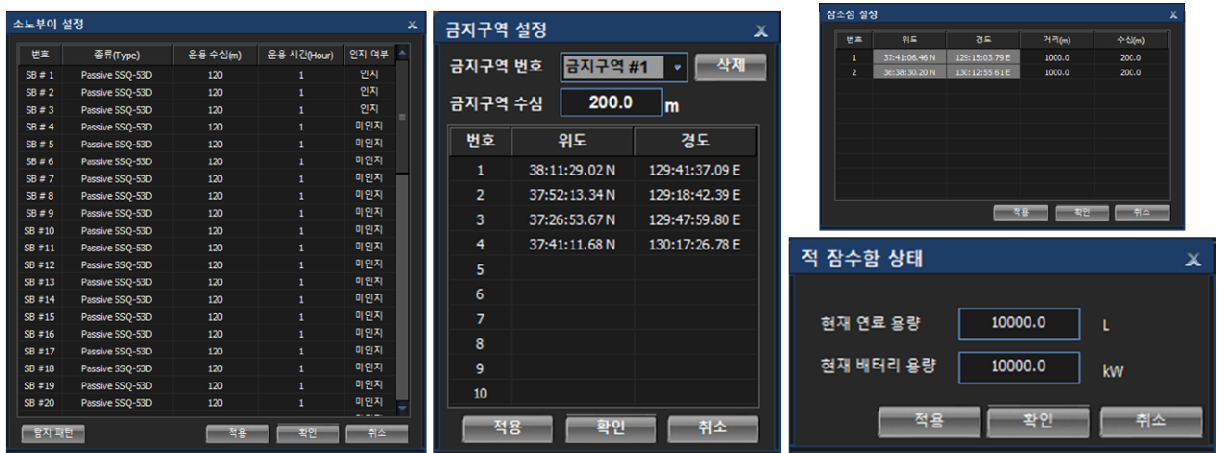 소노부이 설정 X
번호 종류(Type) 운용 수심(m) 운용 시간(Hour) 인지 여부
SB # 1 Passive SSQ-53D 120 1 인지
SB # 2 Passive SSQ-53D 120 1 인지
SB # 3 Passive SSQ-53D 120 1 인지
SB # 4 Passive SSQ-53D 120 1 미인지
SB # 5 Passive SSQ-53D 120 1 미인지
SB # 6 Passive SSQ-53D 120 1 미인지
SB # 7 Passive SSQ-53D 120 1 미인지
SB # 8 Passive SSQ-53D 120 1 미인지
SB # 9 Passive SSQ-53D 120 1 미인지
SB #10 Passive SSQ-53D 120 1 미인지
SB #11 Passive SSQ-53D 120 1 미인지
SB #12 Passive SSQ-53D 120 1 미인지
SB #13 Passive SSQ-53D 120 1 미인지
SB #14 Passive SSQ-53D 120 1 미인지
SB #15 Passive SSQ-53D 120 1 미인지
SB #16 Passive SSQ-53D 120 1 미인지
SB #17 Passive SSQ-53D 120 1 미인지
SB #18 Passive SSQ-53D 120 1 미인지
SB #19 Passive SSQ-53D 120 1 미인지
SB #20 Passive SSQ-53D 120 1 미인지
탐지 패턴 적용 확인 취소
금지구역 설정 X
금지구역 번호 금지구역 #1 삭제
금지구역 수심 200.0 m
번호 위도 경도
1 38:11:29.02 N 129:41:37.09 E
2 37:52:13.34 N 129:18:42.39 E
3 37:26:53.67 N 129:47:59.80 E
4 37:41:11.68 N 130:17:26.78 E
5
6
7
8
9
10
적용 확인 취소
설정 X
번호 위도 경도 거리(m) 수심(m)
1 37:41:06.46 N 129:15:03.79 E 1000.0 200.0
2 36:38:30.20 N 130:12:55.61 E 1000.0 200.0
적용 확인 취소
적 잠수함 상태 X
현재 연료 용량 10000.0 L
현재 배터리 용량 10000.0 kW
적용 확인 취소